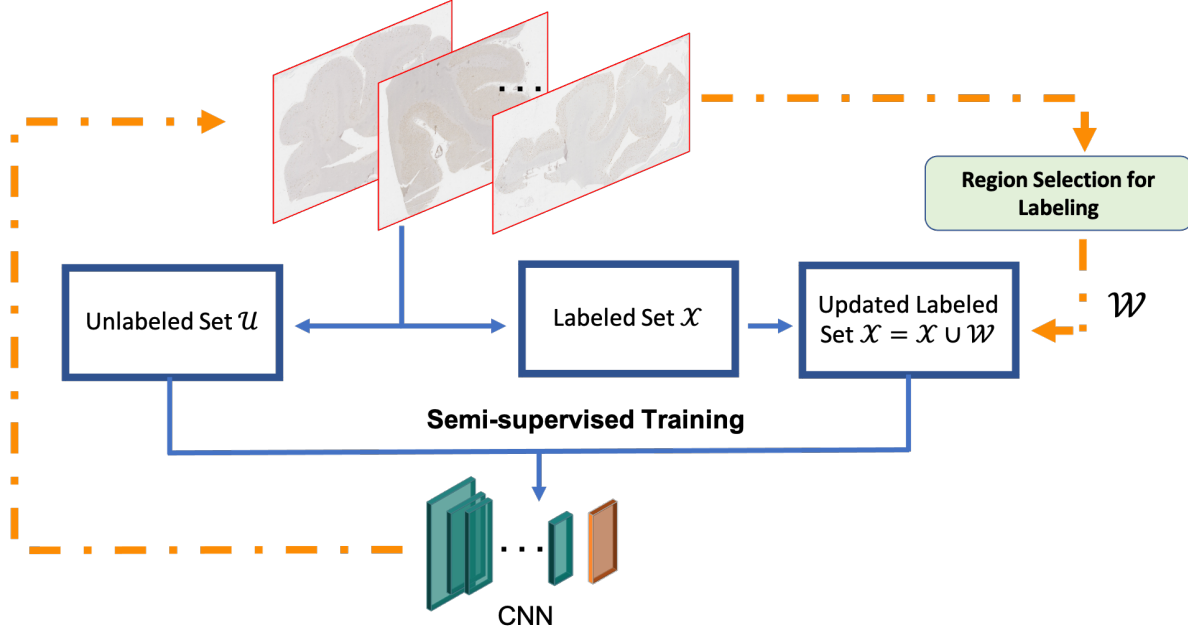 Region Selection for
Labeling
Unlabeled Set 𝒰
Labeled Set 𝒳
Updated Labeled
Set 𝒳 = 𝒳 ∪ 𝒲
𝒲
Semi-supervised Training
CNN